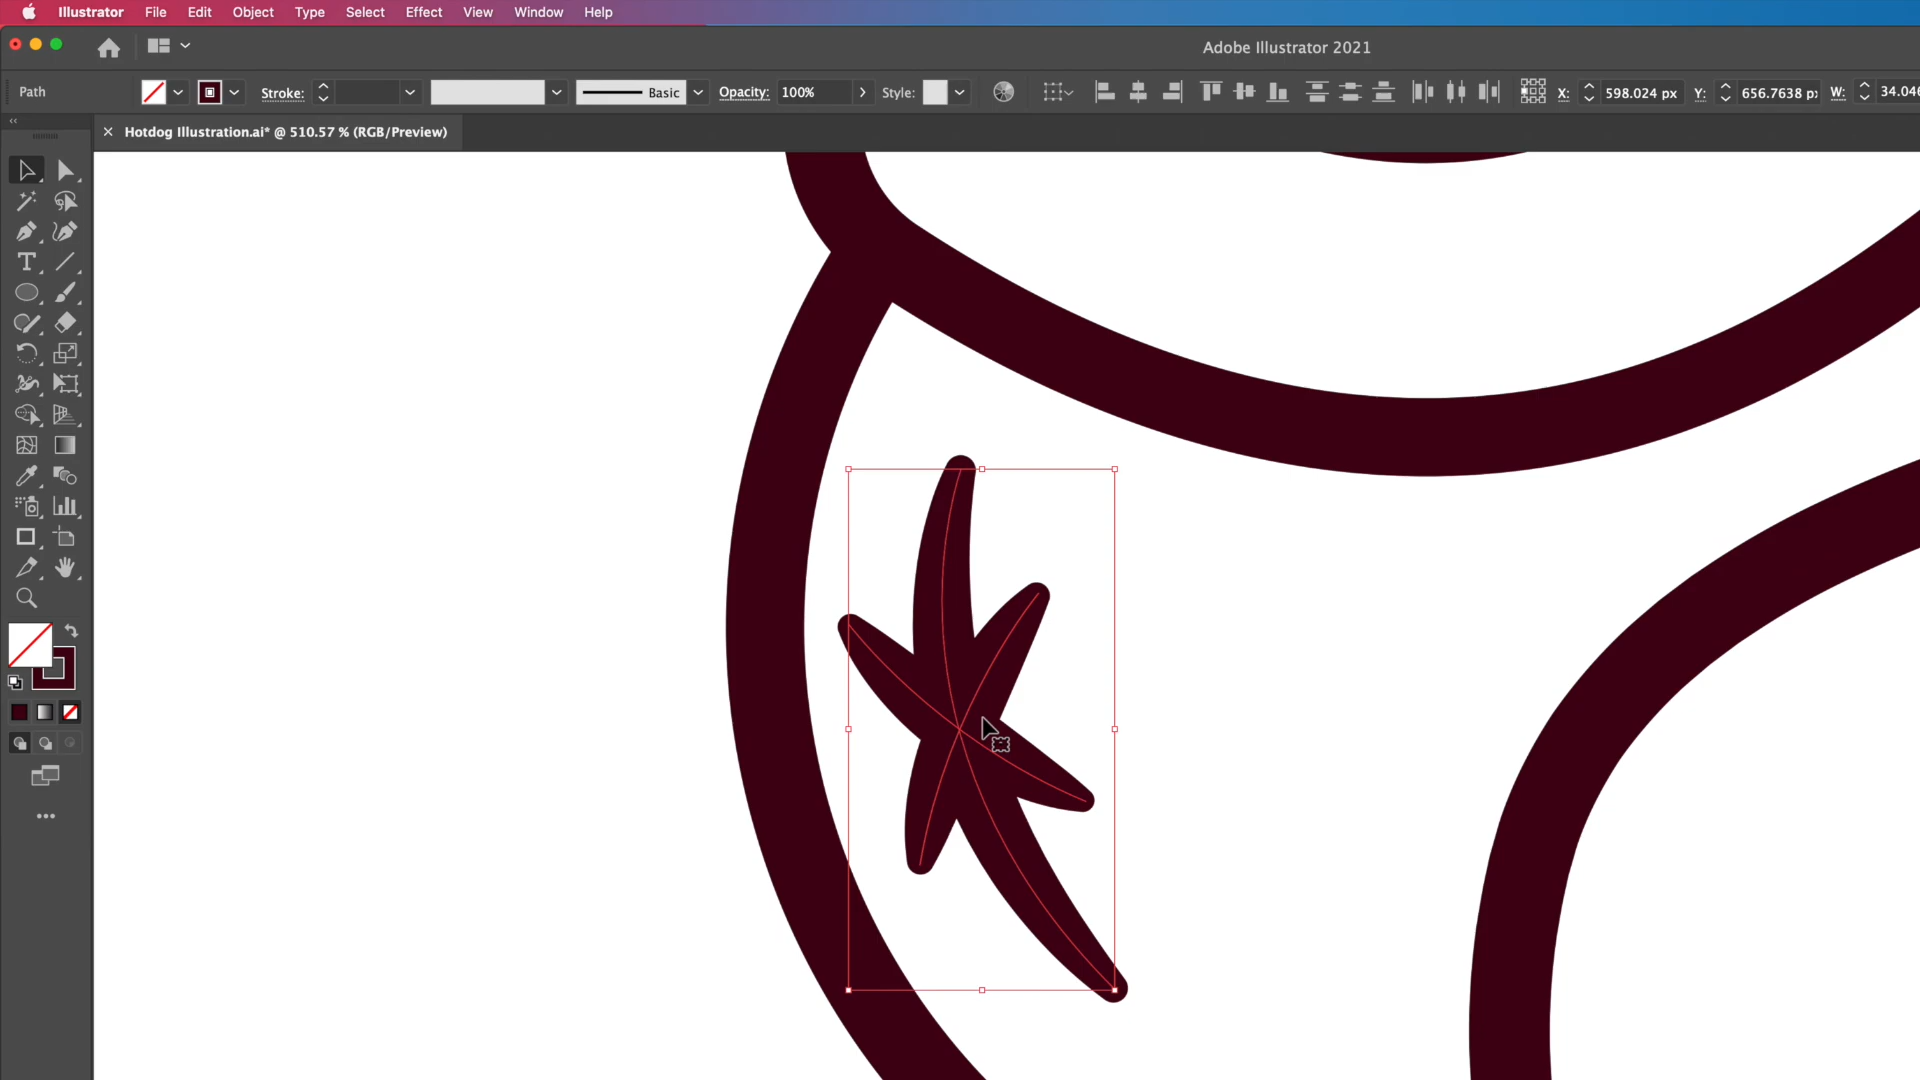 Illustrator File Edit Object Type Select Effect View Window Help
Adobe Illustrator 2021
Path Stroke: Basic Opacity: 100% Style: X: 598.024 px Y: 656.7638 p W: 34.046
Hotdog Illustration.ai* @ 510.57 % (RGB/Preview)